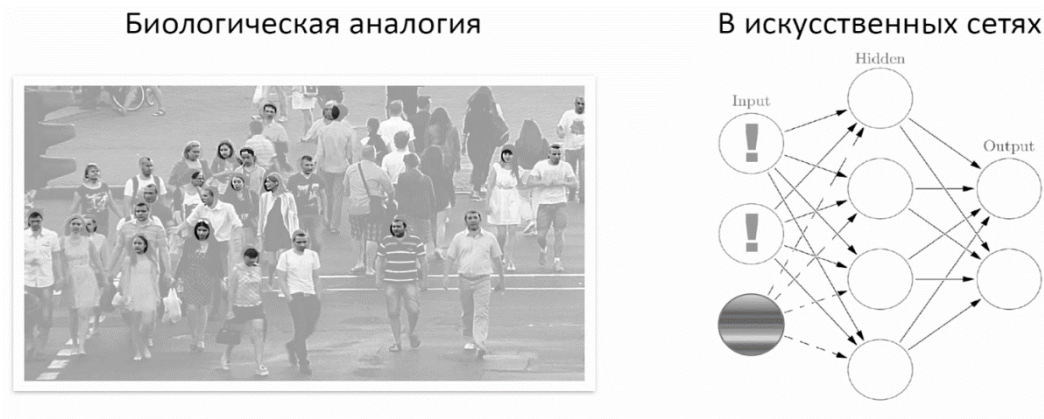 Биологическая аналогия
В искусственных сетях
Hidden
Input
Output
!
!